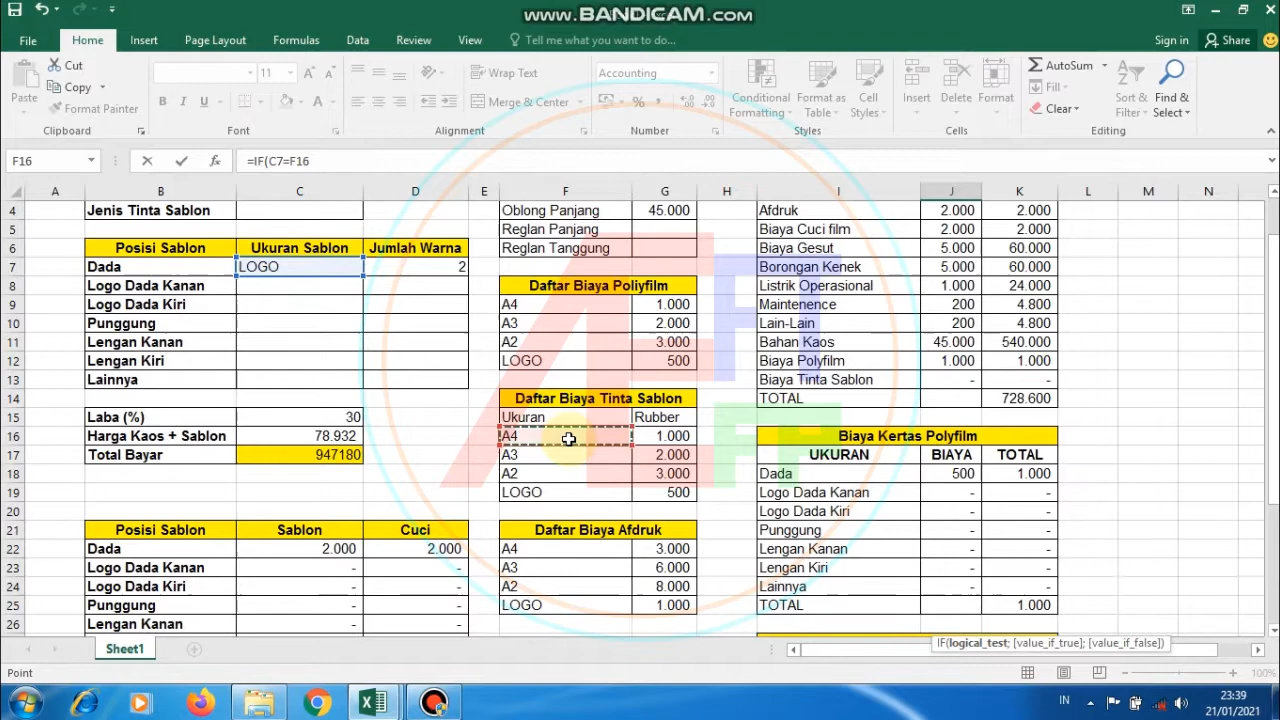 www.BANDICAM.com
File Home Insert Page Layout Formulas Data Review View Tell me what you want to do... Sign in Share
Paste Cut Copy Format Painter Clipboard
11 B I U A A A Font
Wrap Text Merge & Center Alignment
Accounting % Number
Conditional Formatting Format as Table Cell Styles Styles
Insert Delete Format Cells
AutoSum Fill Clear Sort & Filter Find & Select Editing
F16 fx =IF(C7=F16
A B C D E F G H I J K L M N
4 Jenis Tinta Sablon Oblong Panjang 45.000 Afdruk 2.000 2.000
5 Reglan Panjang Biaya Cuci film 2.000 2.000
6 Posisi Sablon Ukuran Sablon Jumlah Warna Reglan Tanggung Biaya Gesut 5.000 60.000
7 Dada LOGO 2 Borongan Kenek 5.000 60.000
8 Logo Dada Kanan Daftar Biaya Poliyfilm Listrik Operasional 1.000 24.000
9 Logo Dada Kiri A4 1.000 Maintenence 200 4.800
10 Punggung A3 2.000 Lain-Lain 200 4.800
11 Lengan Kanan A2 3.000 Bahan Kaos 45.000 540.000
12 Lengan Kiri LOGO 500 Biaya Polyfilm 1.000 1.000
13 Lainnya Biaya Tinta Sablon - -
14 Daftar Biaya Tinta Sablon TOTAL 728.600
15 Laba (%) 30 Ukuran Rubber
16 Harga Kaos + Sablon 78.932 A4 1.000 Biaya Kertas Polyfilm
17 Total Bayar 947180 A3 2.000 UKURAN BIAYA TOTAL
18 A2 3.000 Dada 500 1.000
19 LOGO 500 Logo Dada Kanan - -
20 Logo Dada Kiri - -
21 Posisi Sablon Sablon Cuci Daftar Biaya Afdruk Punggung - -
22 Dada 2.000 2.000 A4 3.000 Lengan Kanan - -
23 Logo Dada Kanan - - A3 6.000 Lengan Kiri - -
24 Logo Dada Kiri - - A2 8.000 Lainnya - -
25 Punggung - - LOGO 1.000 TOTAL 1.000
26 Lengan Kanan - -
Sheet1 IF(logical_test; [value_if_true]; [value_if_false])
Point 100%
IN 23:39
21/01/2021